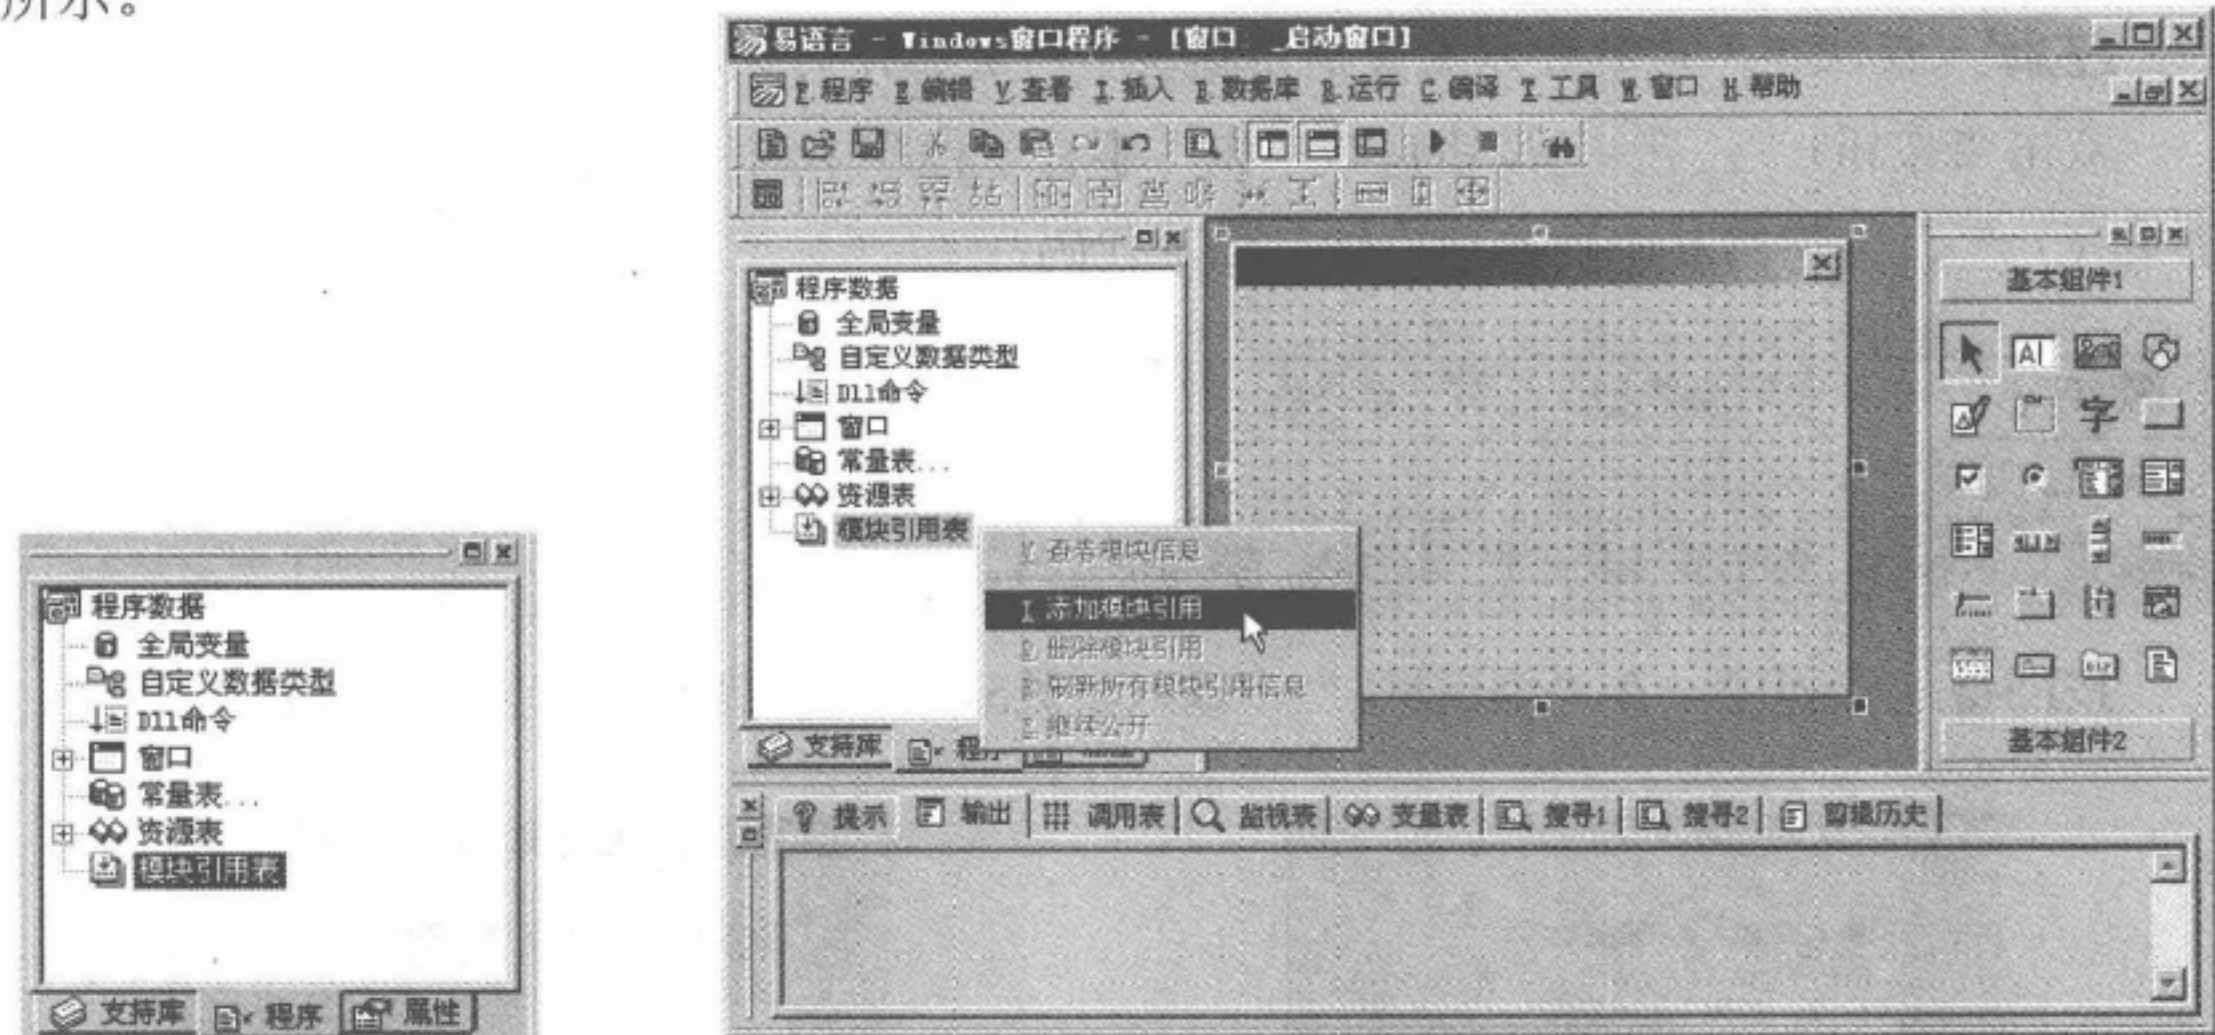 所示。
程序数据
全局变量
自定义数据类型
Dll命令
窗口
常量表...
资源表
模块引用表
支持库 程序 属性
易语言 - Windows窗口程序 - [窗口: _启动窗口]
F.程序 E.编辑 V.查看 I.插入 B.数据库 R.运行 C.编译 T.工具 W.窗口 H.帮助
程序数据
全局变量
自定义数据类型
Dll命令
窗口
常量表...
资源表
模块引用表
V.查看模块信息
I.添加模块引用
D.删除模块引用
R.刷新所有模块引用信息
E.继续公开
支持库 程序
基本组件1
基本组件2
提示 输出 调用表 监视表 变量表 搜寻1 搜寻2 剪辑历史